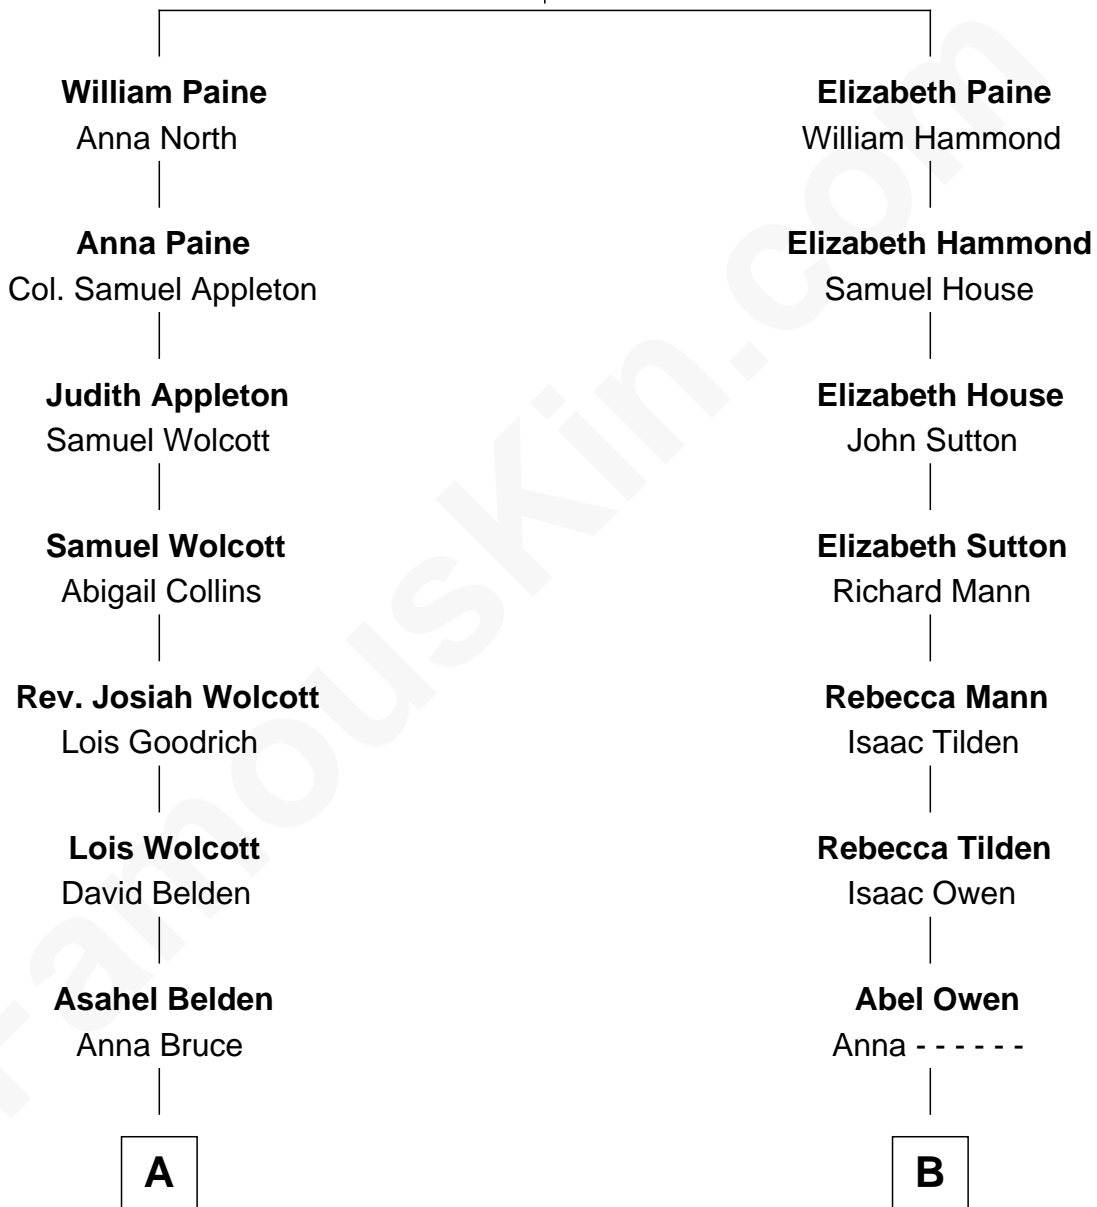 William Paine
Anna North
Anna Paine
Col. Samuel Appleton
Judith Appleton
Samuel Wolcott
Samuel Wolcott
Abigail Collins
Rev. Josiah Wolcott
Lois Goodrich
Lois Wolcott
David Belden
Asahel Belden
Anna Bruce
A
Elizabeth Paine
William Hammond
Elizabeth Hammond
Samuel House
Elizabeth House
John Sutton
Elizabeth Sutton
Richard Mann
Rebecca Mann
Isaac Tilden
Rebecca Tilden
Isaac Owen
Abel Owen
Anna - - - - - -
B
FamousKin.com